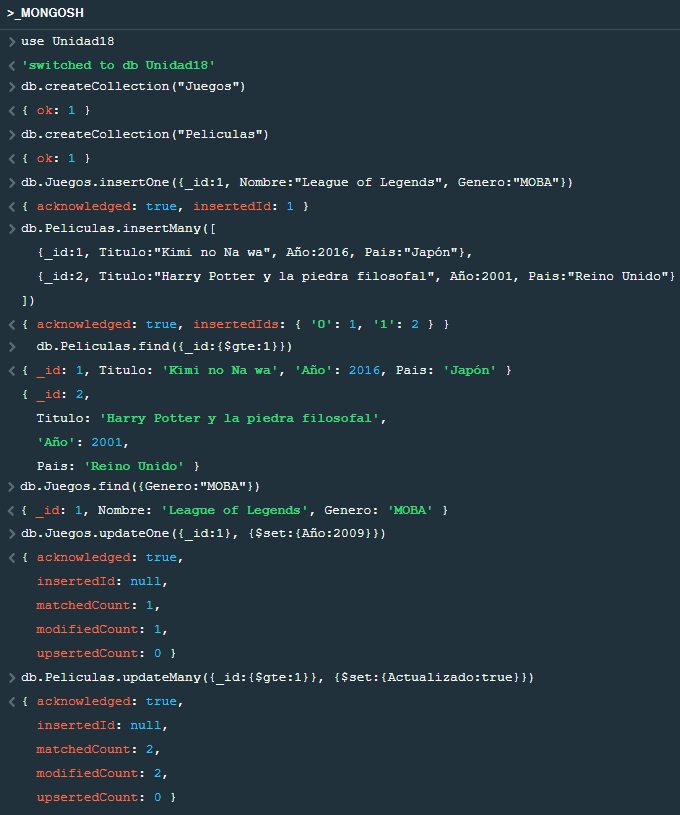 >_MONGOSH
> use Unidad18
< 'switched to db Unidad18'
> db.createCollection("Juegos")
< { ok: 1 }
> db.createCollection("Peliculas")
< { ok: 1 }
> db.Juegos.insertOne({_id:1, Nombre:"League of Legends", Genero:"MOBA"})
< { acknowledged: true, insertedId: 1 }
> db.Peliculas.insertMany([
{_id:1, Titulo:"Kimi no Na wa", Año:2016, Pais:"Japón"},
{_id:2, Titulo:"Harry Potter y la piedra filosofal", Año:2001, Pais:"Reino Unido"}
])
< { acknowledged: true, insertedIds: { '0': 1, '1': 2 } }
> db.Peliculas.find({_id:{$gte:1}})
< { _id: 1, Titulo: 'Kimi no Na wa', 'Año': 2016, Pais: 'Japón' }
{ _id: 2,
Titulo: 'Harry Potter y la piedra filosofal',
'Año': 2001,
Pais: 'Reino Unido' }
> db.Juegos.find({Genero:"MOBA"})
< { _id: 1, Nombre: 'League of Legends', Genero: 'MOBA' }
> db.Juegos.updateOne({_id:1}, {$set:{Año:2009}})
< { acknowledged: true,
insertedId: null,
matchedCount: 1,
modifiedCount: 1,
upsertedCount: 0 }
> db.Peliculas.updateMany({_id:{$gte:1}}, {$set:{Actualizado:true}})
< { acknowledged: true,
insertedId: null,
matchedCount: 2,
modifiedCount: 2,
upsertedCount: 0 }